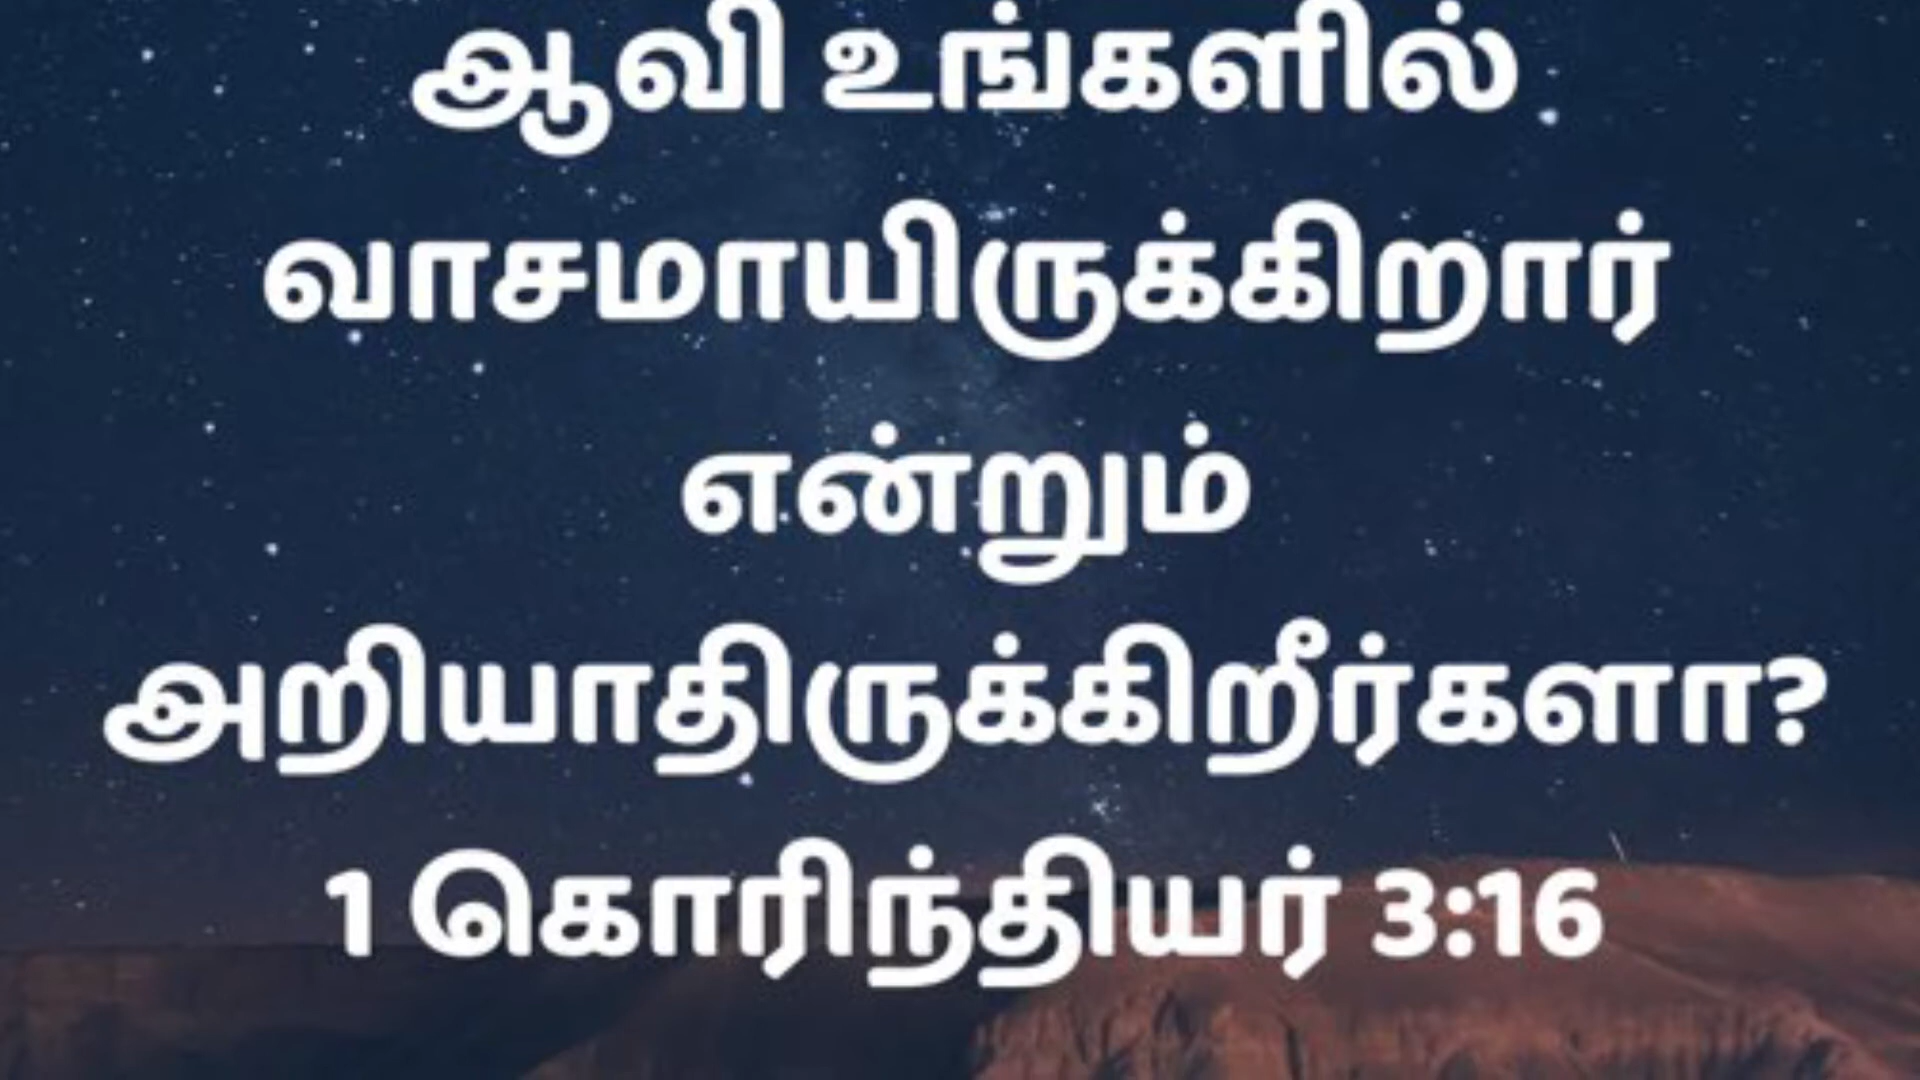 ஆவி உங்களில்
வாசமாயிருக்கிறார்
என்றும்
அறியாதிருக்கிறீர்களா?
1 கொரிந்தியர் 3:16